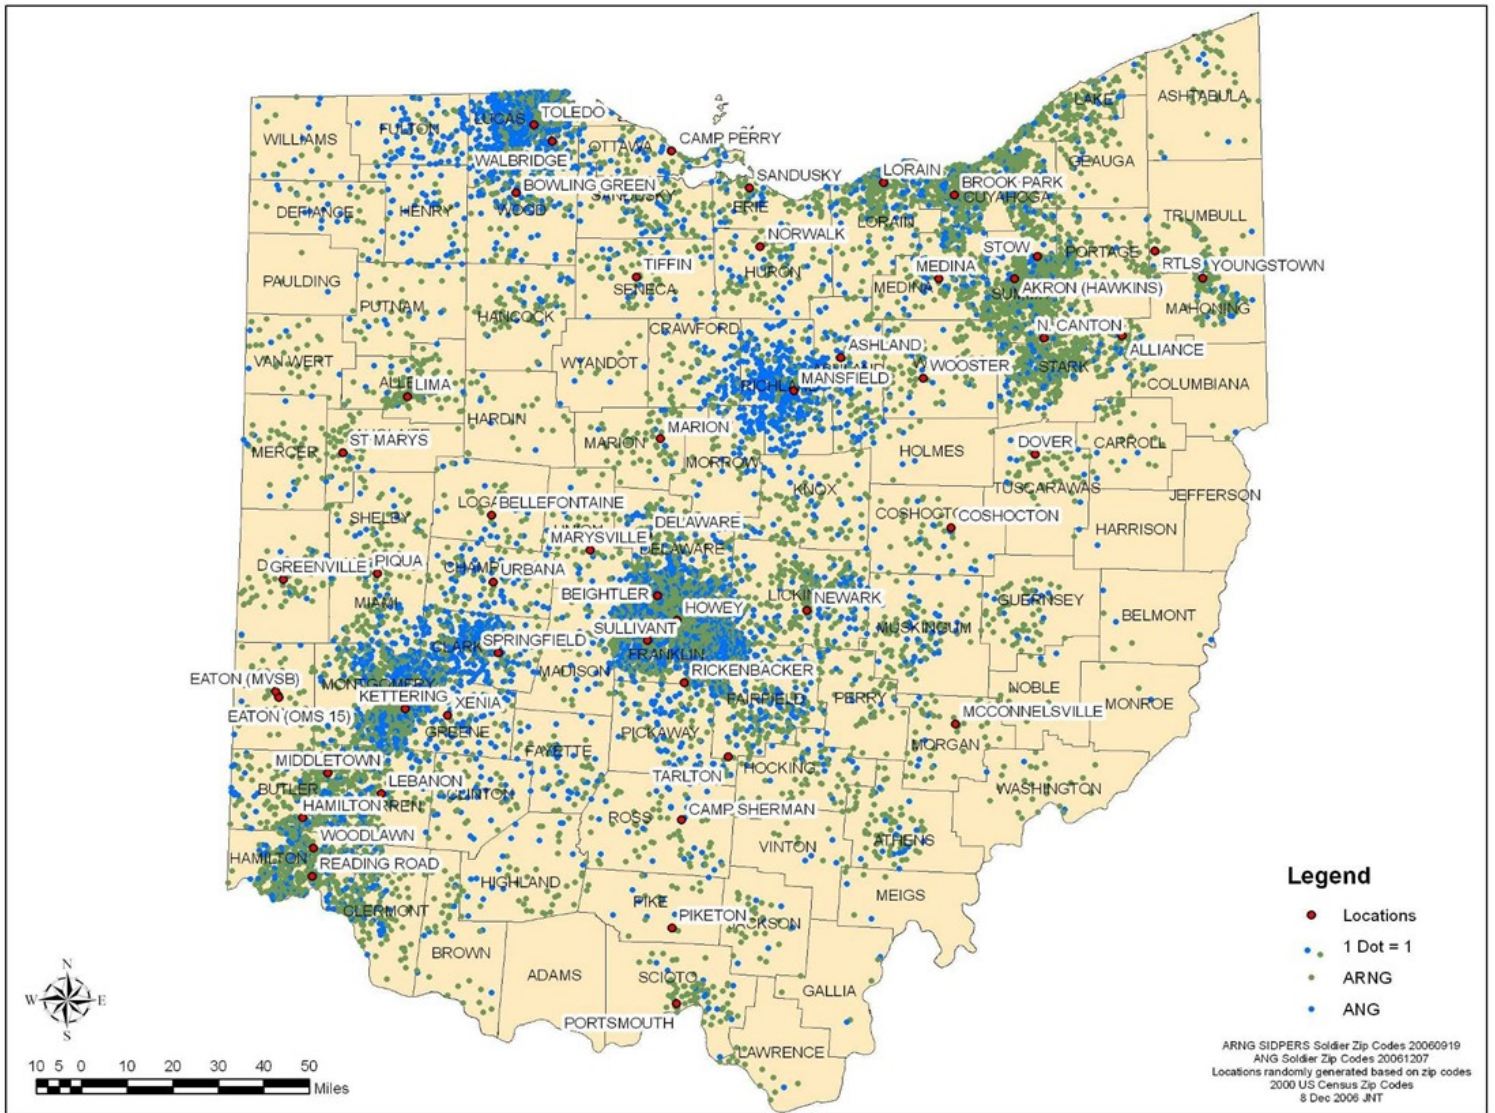 LAKE
ASHTABULA
TOLEDO
LUCAS
FULTON
WILLIAMS
OTTAWA
CAMP PERRY
WALBRIDGE
GEAUGA
SANDUSKY
LORAIN
BROOK PARK
BOWLING GREEN
SANDUSKY
CUYAHOGA
ERIE
DEFIANCE
HENRY
WOOD
LORAIN
TRUMBULL
NORWALK
STOW
PORTAGE
TIFFIN
HURON
MEDINA
RTLS
YOUNGSTOWN
PAULDING
SENECA
MEDINA
AKRON (HAWKINS)
PUTNAM
HANCOCK
MAHONING
CRAWFORD
N. CANTON
ASHLAND
ALLIANCE
VAN WERT
WYANDOT
WOOSTER
STARK
LIMA
MANSFIELD
COLUMBIANA
HARDIN
MARION
ST MARYS
MARION
DOVER
CARROLL
MERCER
MORROW
HOLMES
KNOX
TUSCARAWAS
JEFFERSON
BELLEFONTAINE
SHELBY
DELAWARE
COSHOCTON
HARRISON
MARYSVILLE
DELAWARE
GREENVILLE
PIQUA
URBANA
BEIGHTLER
NEWARK
MIAMI
HOWEY
GUERNSEY
BELMONT
SULLIVANT
MUSKINGUM
CLARK
SPRINGFIELD
FRANKLIN
MADISON
RICKENBACKER
EATON (MVSB)
MONTGOMERY
KETTERING
XENIA
FAIRFIELD
PERRY
NOBLE
MONROE
EATON (OMS 15)
MCCONNELSVILLE
GREENE
PICKAWAY
MORGAN
FAYETTE
MIDDLETOWN
LEBANON
TARLTON
HOCKING
BUTLER
CLINTON
WASHINGTON
HAMILTON
ROSS
CAMP SHERMAN
WOODLAWN
VINTON
ATHENS
HAMILTON
READING ROAD
HIGHLAND
MEIGS
PIKE
CLERMONT
PIKETON
BROWN
ADAMS
SCIOTO
GALLIA
PORTSMOUTH
LAWRENCE
Legend
Locations
1 Dot = 1
ARNG
ANG
ARNG SIDPERS Soldier Zip Codes 20060919
ANG Soldier Zip Codes 20061207
Locations randomly generated based on zip codes
2000 US Census Zip Codes
8 Dec 2006 JNT
N
W E
S
10 5 0 10 20 30 40 50
Miles